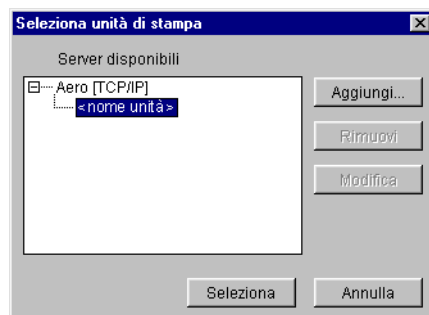 Seleziona unità di stampa
Server disponibili
Aero [TCP/IP]
<nome unità>
Aggiungi...
Rimuovi
Modifica
Seleziona
Annulla